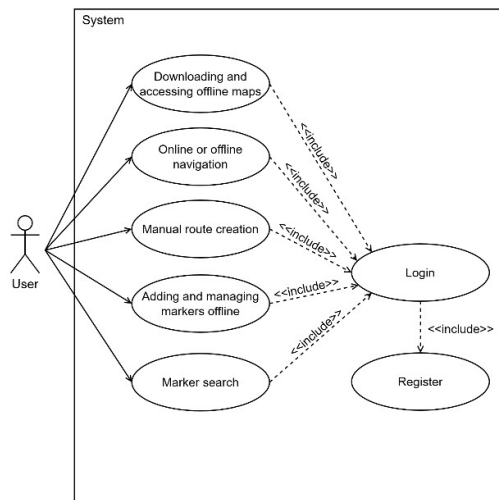 System
Downloading and
accessing offline maps
<<include>>
Online or offline
navigation
<<include>>
Manual route creation
<<include>>
User
Login
Adding and managing
markers offline
<<include>>
<<include>>
<<include>>
Marker search
Register